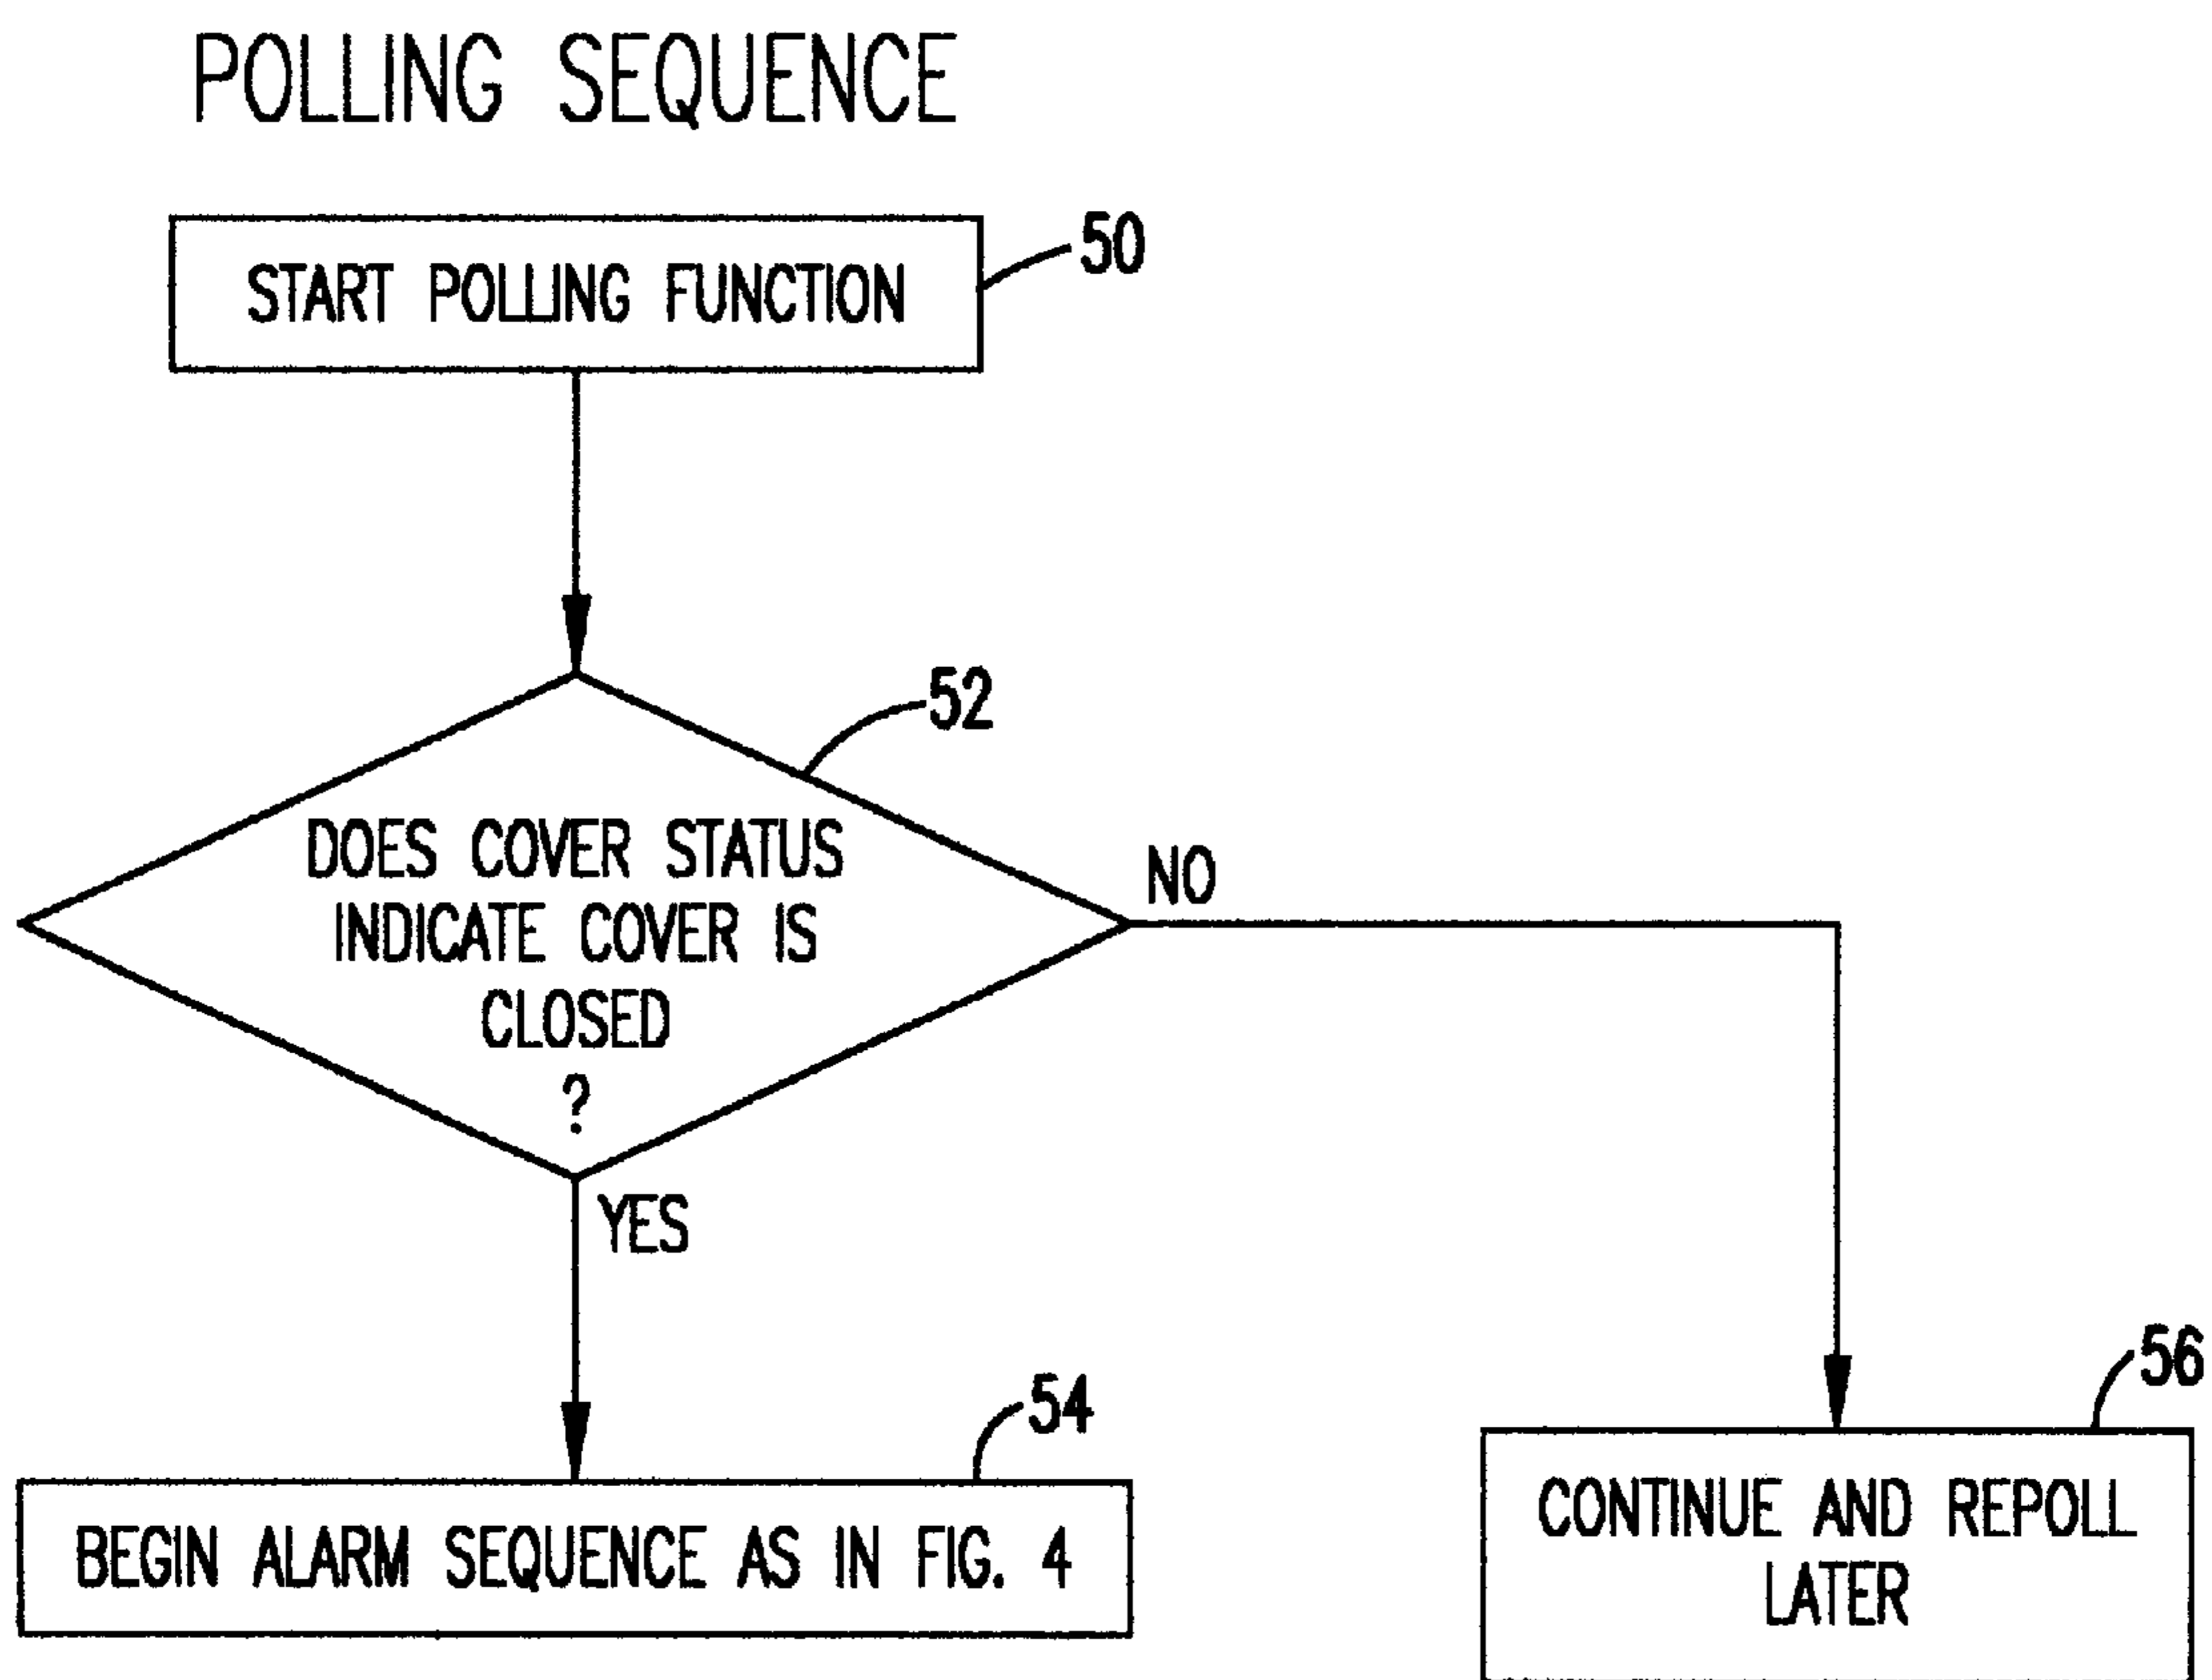 POLLING SEQUENCE
START POLLING FUNCTION
50
52
DOES COVER STATUS
INDICATE COVER IS
CLOSED
?
NO
YES
54
BEGIN ALARM SEQUENCE AS IN FIG. 4
56
CONTINUE AND REPOLL
LATER